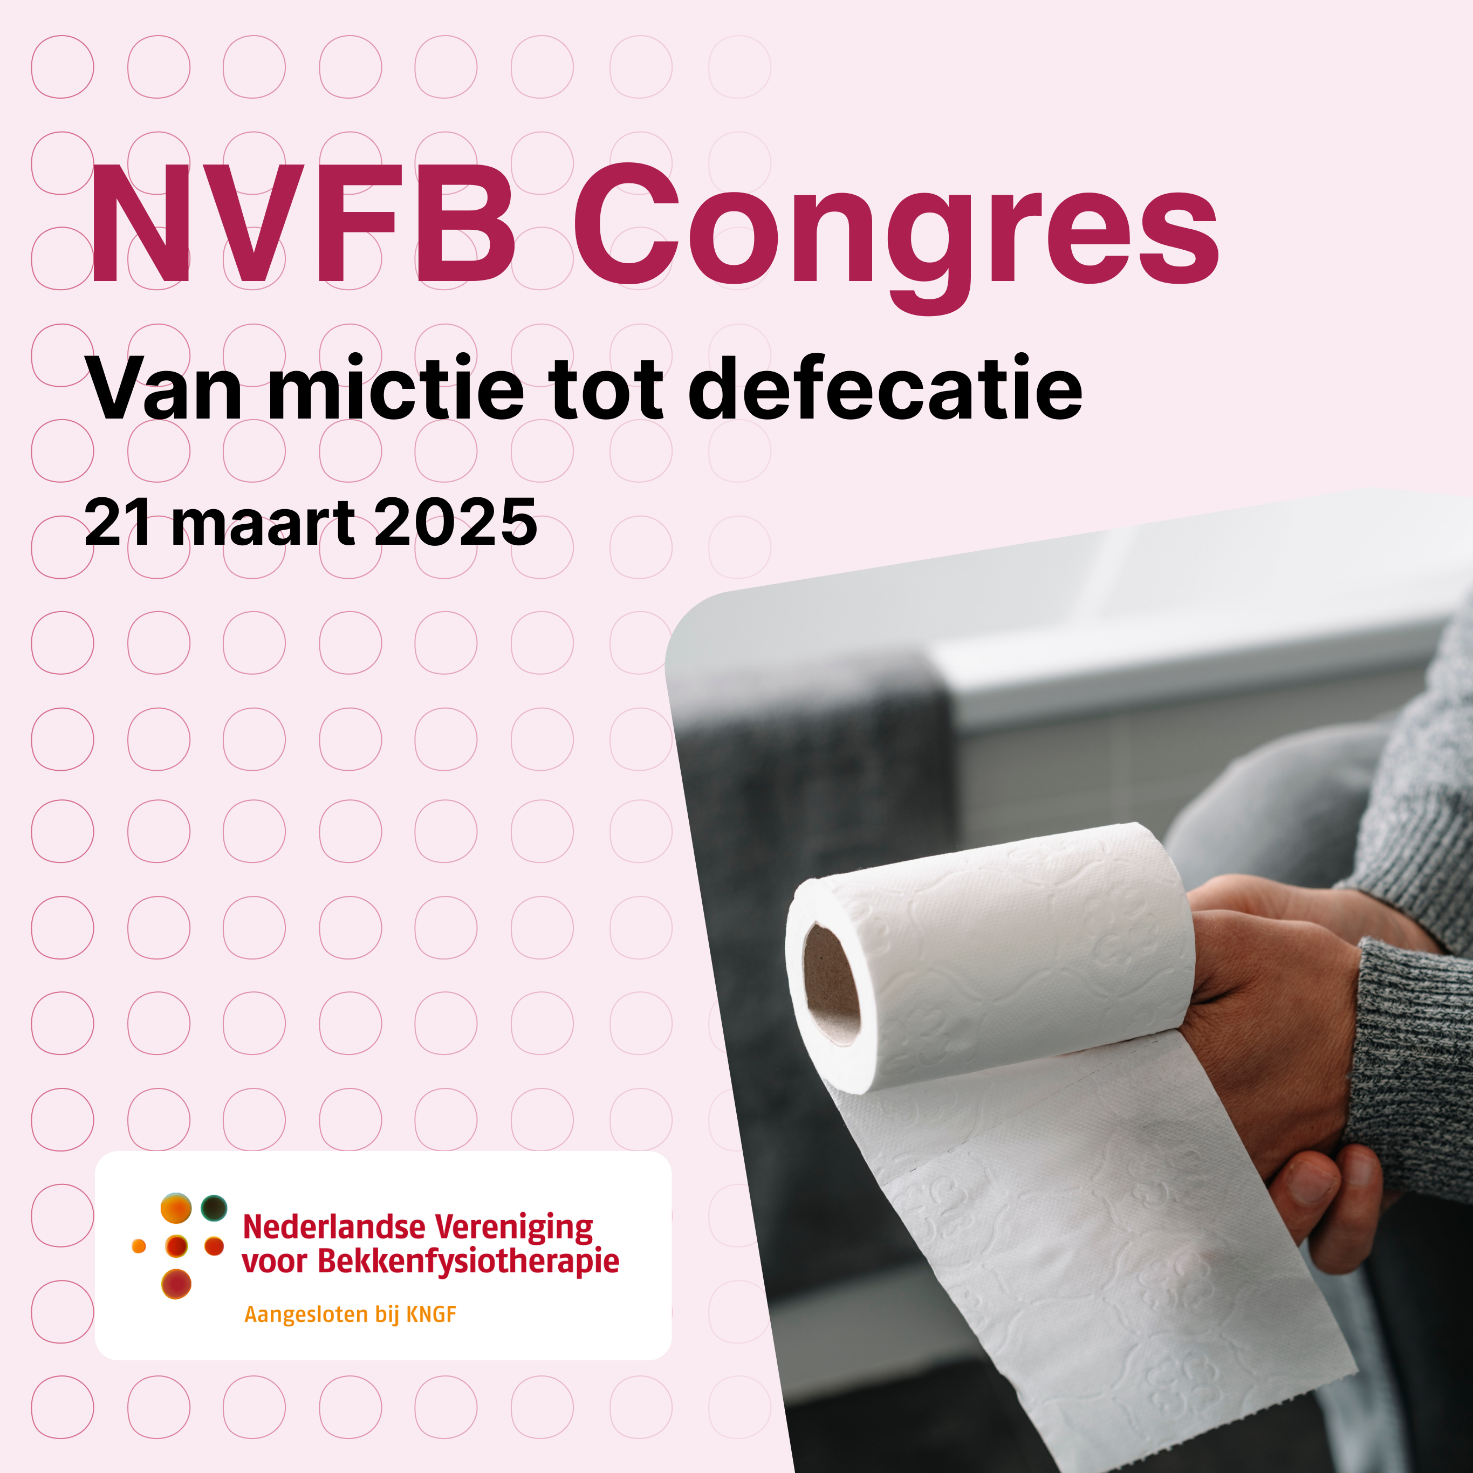 NVFB Congres
Van mictie tot defecatie
21 maart 2025
Nederlandse Vereniging
voor Bekkenfysiotherapie
Aangesloten bij KNGF